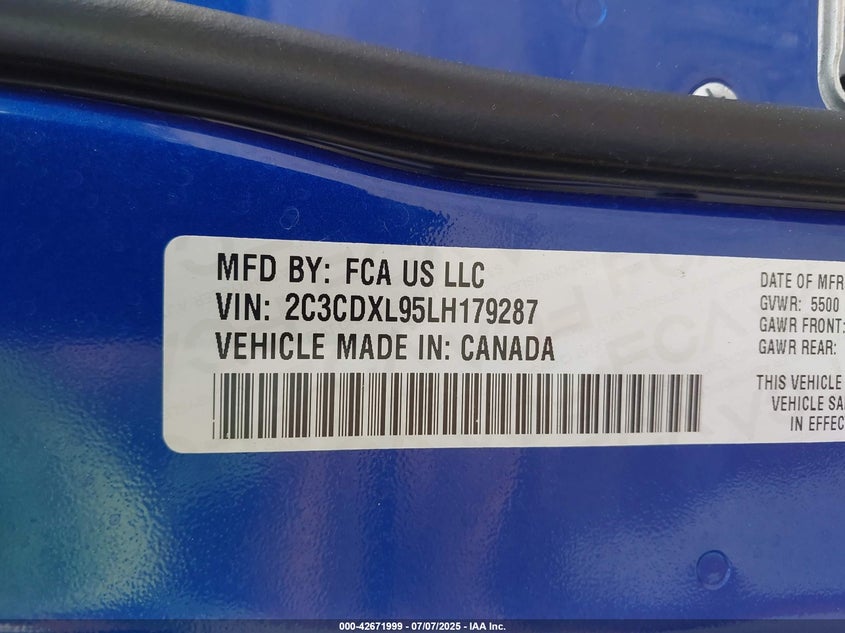 MFD BY: FCA US LLC
VIN: 2C3CDXL95LH179287
VEHICLE MADE IN: CANADA
DATE OF MFR
GVWR: 5500
GAWR FRONT:
GAWR REAR:
THIS VEHICLE
VEHICLE SA
IN EFFEC
000-42671999 - 07/07/2025 - IAA Inc.